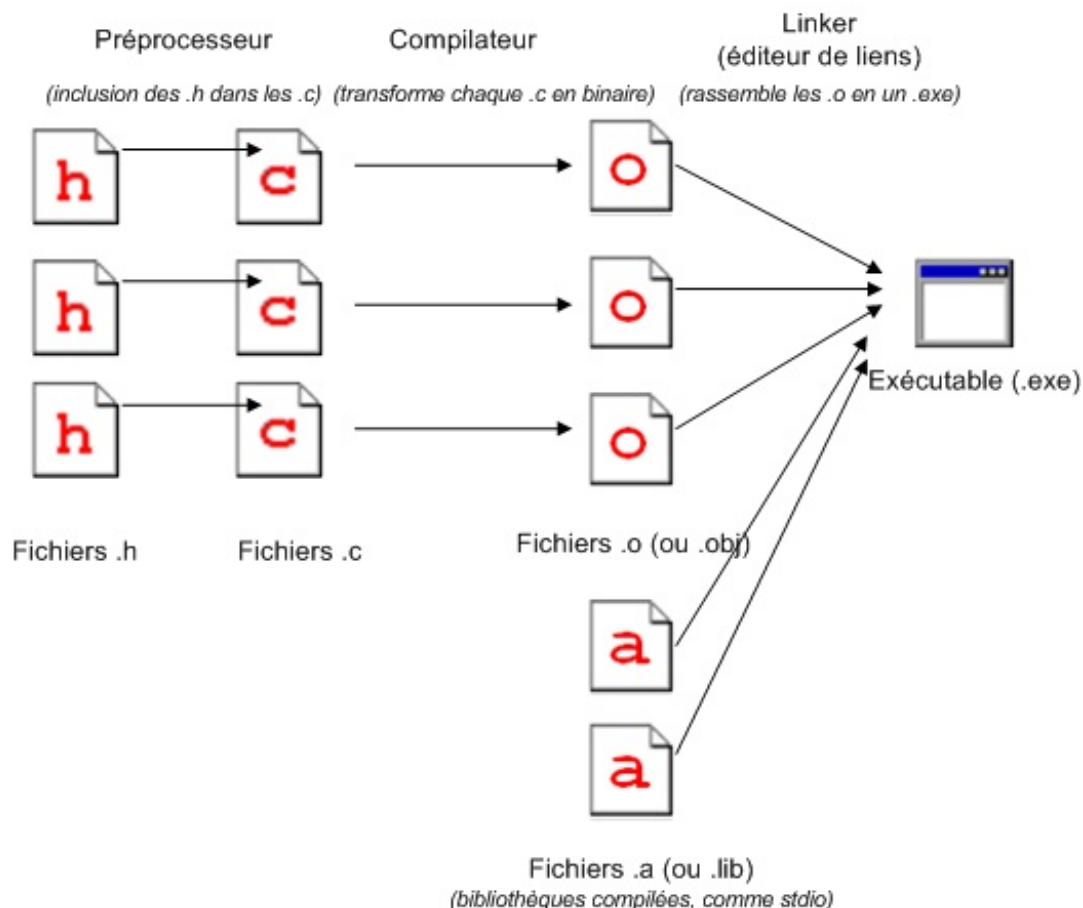 Préprocesseur
Compilateur
Linker
(éditeur de liens)
(inclusion des .h dans les .c)
(transforme chaque .c en binaire)
(rassemble les .o en un .exe)
h
c
o
h
c
o
h
c
o
Exécutable (.exe)
Fichiers .h
Fichiers .c
Fichiers .o (ou .obj)
a
a
Fichiers .a (ou .lib)
(bibliothèques compilées, comme stdio)